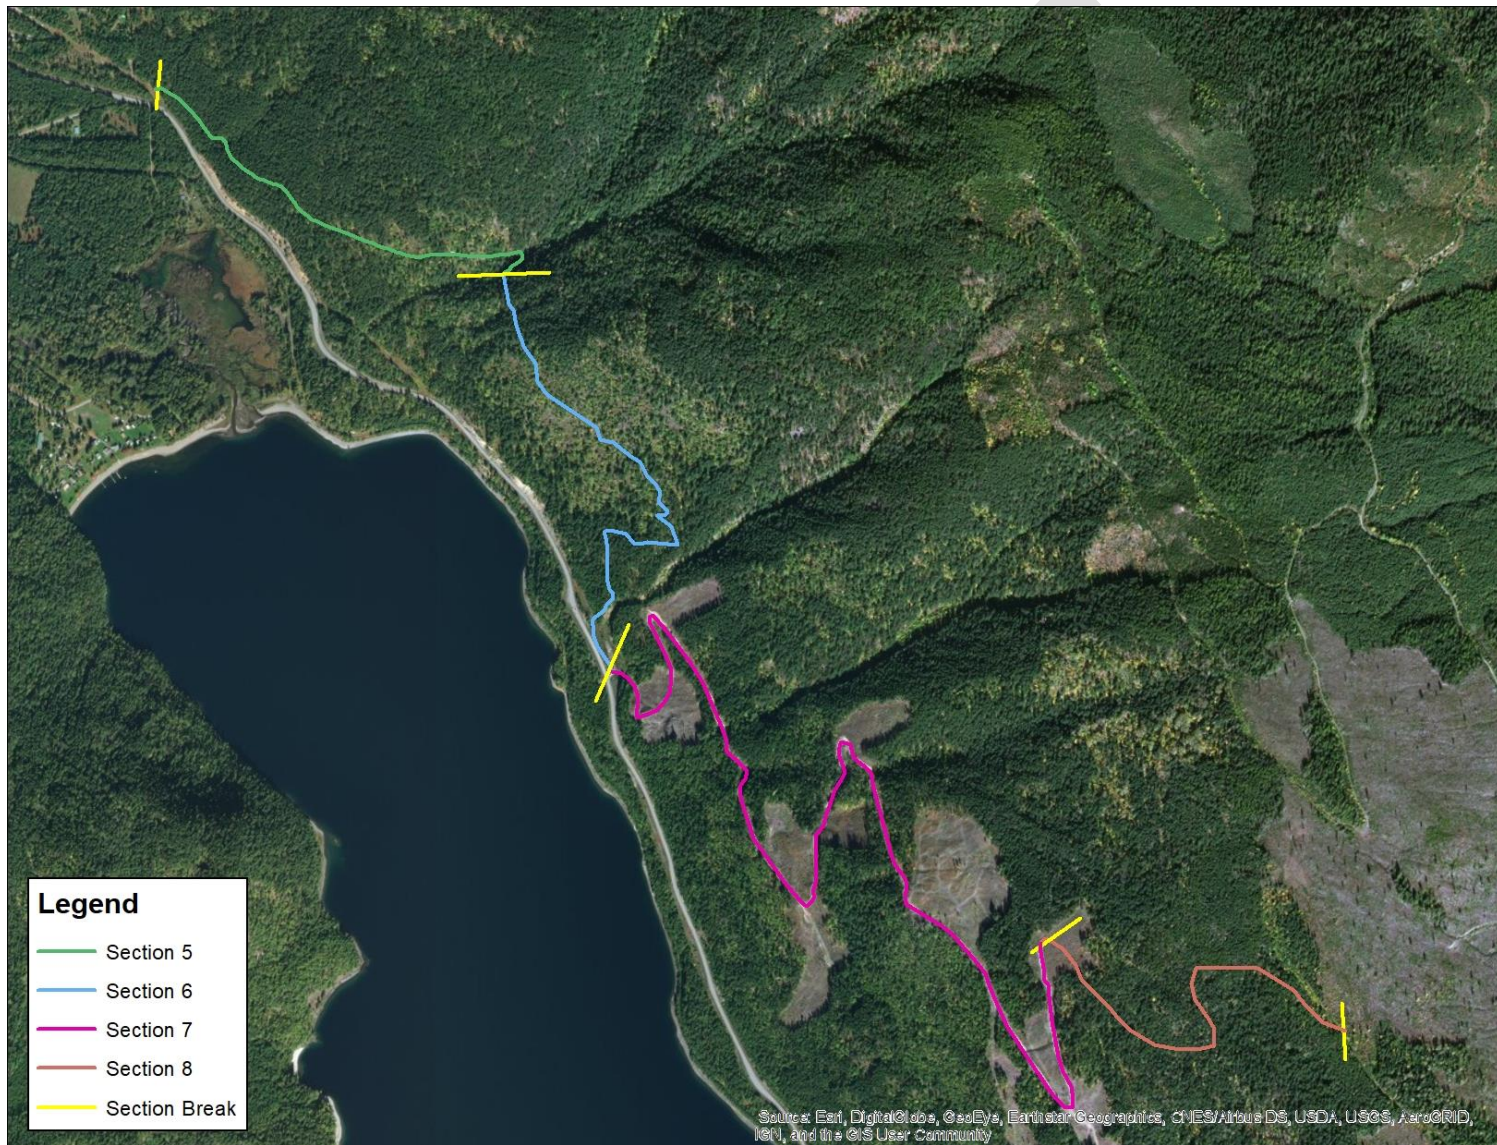 Legend
Section 5
Section 6
Section 7
Section 8
Section Break
Source: Esri, DigitalGlobe, GeoEye, Earthstar Geographics, CNES/Airbus DS, USDA, USGS, AeroGRID,
IGN, and the GIS User Community